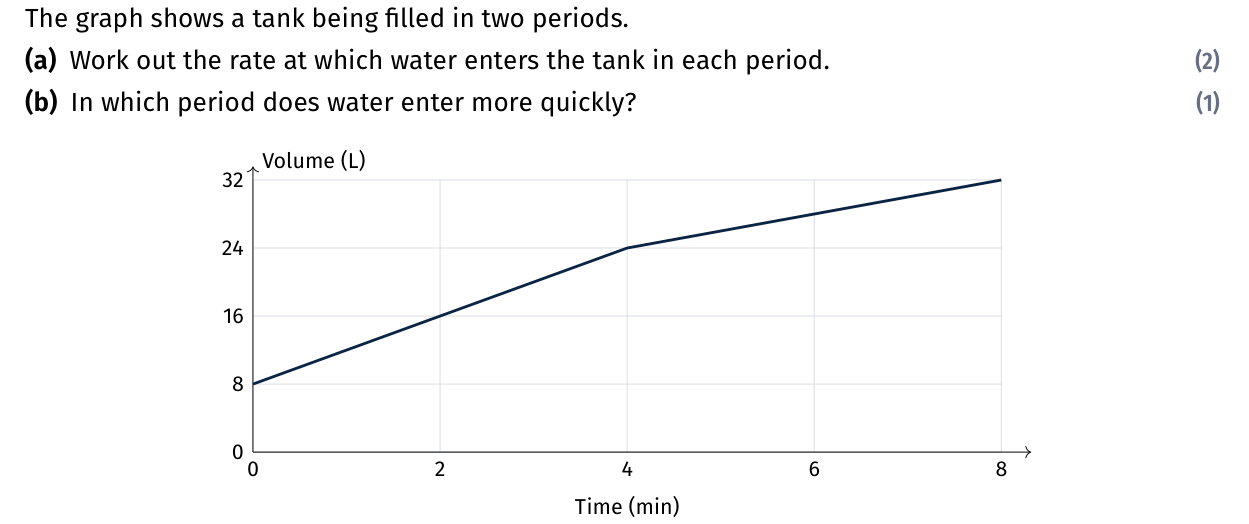 The graph shows a tank being filled in two periods.
(a) Work out the rate at which water enters the tank in each period. (2)
(b) In which period does water enter more quickly? (1)
Volume (L)
32
24
16
8
0
0 2 4 6 8
Time (min)